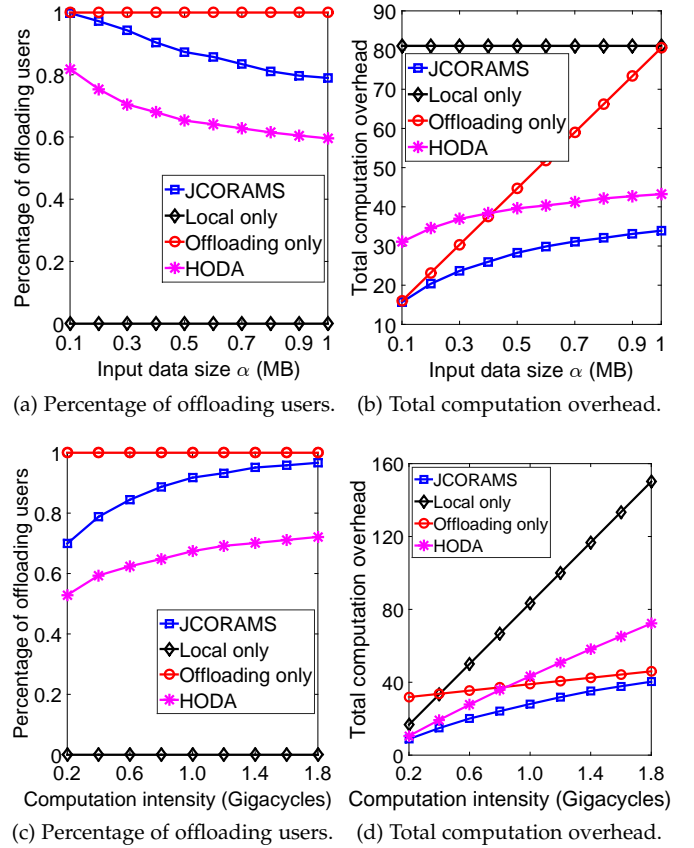 Percentage of offloading users
1
0.8
0.6
0.4
0.2
0
JCORAMS
Local only
Offloading only
HODA
0.1 0.3 0.5 0.7 0.9 1
Input data size α (MB)
(a) Percentage of offloading users.
Total computation overhead
90
80
70
60
50
40
30
20
10
JCORAMS
Local only
Offloading only
HODA
0.1 0.3 0.5 0.7 0.9 1
Input data size α (MB)
(b) Total computation overhead.
Percentage of offloading users
1
0.8
0.6
0.4
0.2
0
JCORAMS
Local only
Offloading only
HODA
0.2 0.6 1.0 1.4 1.8
Computation intensity (Gigacycles)
(c) Percentage of offloading users.
Total computation overhead
160
120
80
40
0
JCORAMS
Local only
Offloading only
HODA
0.2 0.6 1.0 1.4 1.8
Computation intensity (Gigacycles)
(d) Total computation overhead.